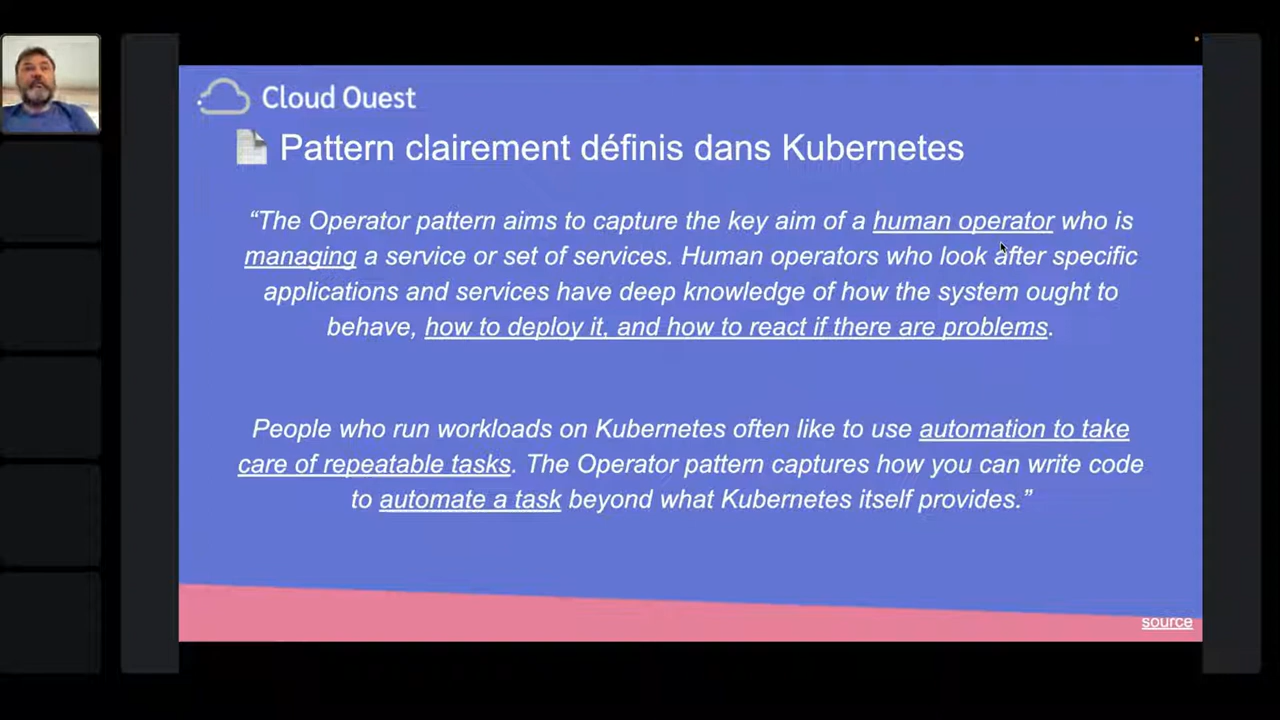 Cloud Ouest
Pattern clairement définis dans Kubernetes
“The Operator pattern aims to capture the key aim of a human operator who is
managing a service or set of services. Human operators who look after specific
applications and services have deep knowledge of how the system ought to
behave, how to deploy it, and how to react if there are problems.
People who run workloads on Kubernetes often like to use automation to take
care of repeatable tasks. The Operator pattern captures how you can write code
to automate a task beyond what Kubernetes itself provides.”
source